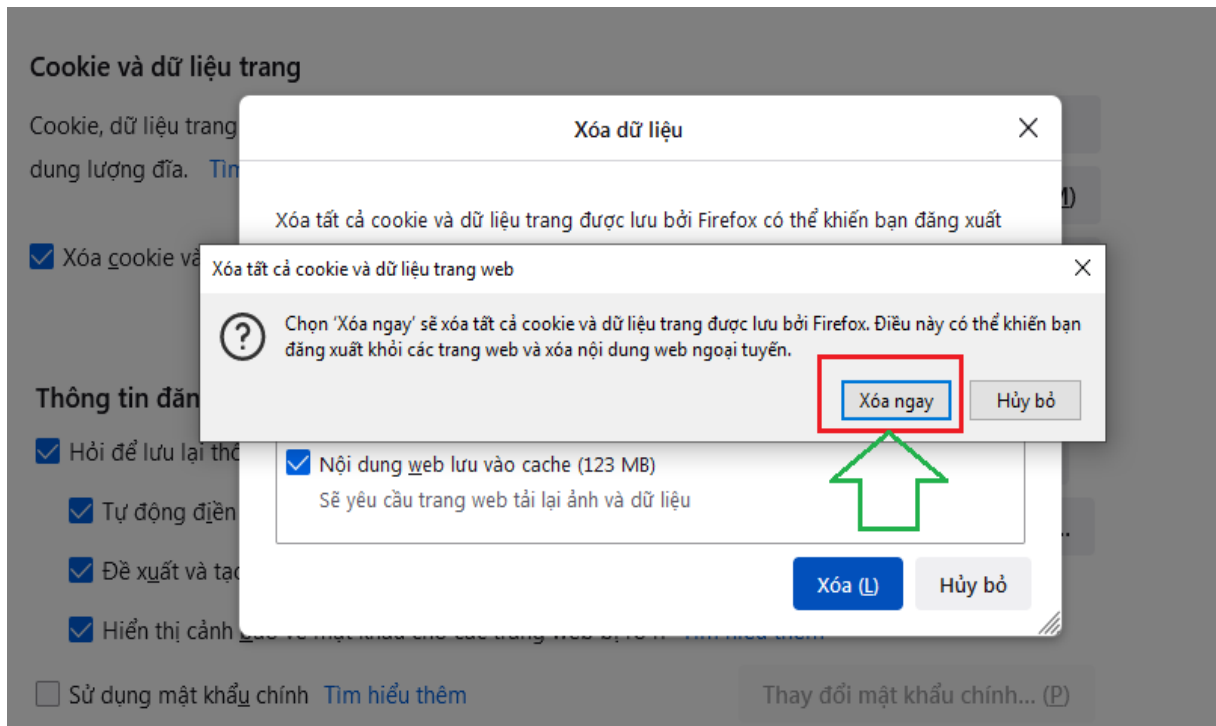 Cookie và dữ liệu trang
Cookie, dữ liệu trang
dung lượng đĩa.
Xóa dữ liệu
Xóa tất cả cookie và dữ liệu trang được lưu bởi Firefox có thể khiến bạn đăng xuất
Xóa cookie và
Xóa tất cả cookie và dữ liệu trang web
Chọn 'Xóa ngay' sẽ xóa tất cả cookie và dữ liệu trang được lưu bởi Firefox. Điều này có thể khiến bạn
đăng xuất khỏi các trang web và xóa nội dung web ngoại tuyến.
Xóa ngay Hủy bỏ
Thông tin đăn
Hỏi để lưu lại
Nội dung web lưu vào cache (123 MB)
Sẽ yêu cầu trang web tải lại ảnh và dữ liệu
Tự động điền
Đề xuất và tạo
Xóa (L) Hủy bỏ
Hiển thị cảnh
Sử dụng mật khẩu chính Tìm hiểu thêm
Thay đổi mật khẩu chính... (P)